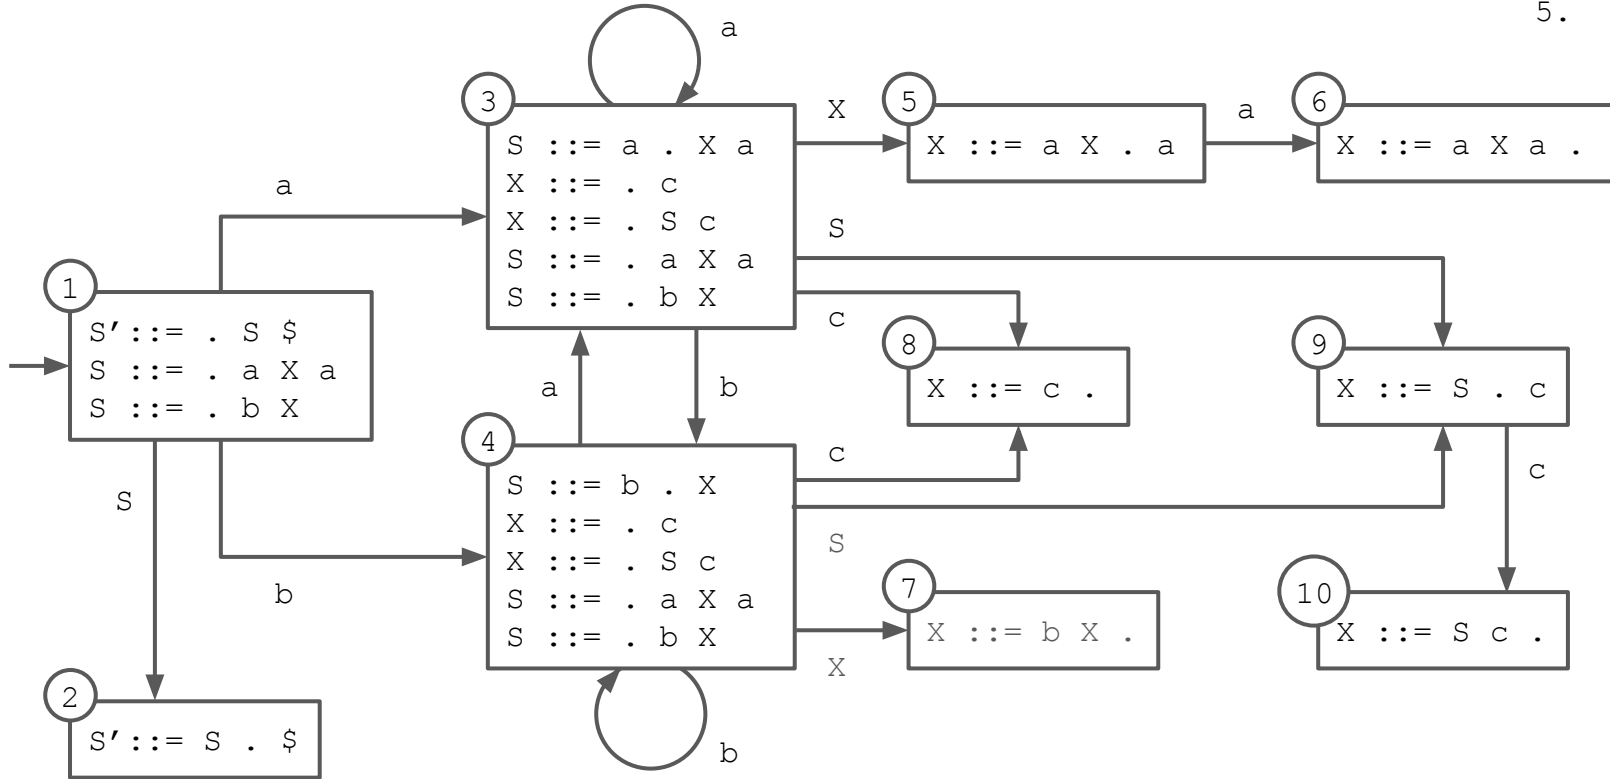 5.
a
3
S ::= a . X a
X ::= . c
X ::= . S c
S ::= . a X a
S ::= . b X
X
5
X ::= a X . a
a
6
X ::= a X a .
a
S
c
1
S'::= . S $
S ::= . a X a
S ::= . b X
8
X ::= c .
9
X ::= S . c
a
b
4
S ::= b . X
X ::= . c
X ::= . S c
S ::= . a X a
S ::= . b X
c
S
c
S
b
7
X ::= b X .
X
10
X ::= S c .
2
S'::= S . $
b